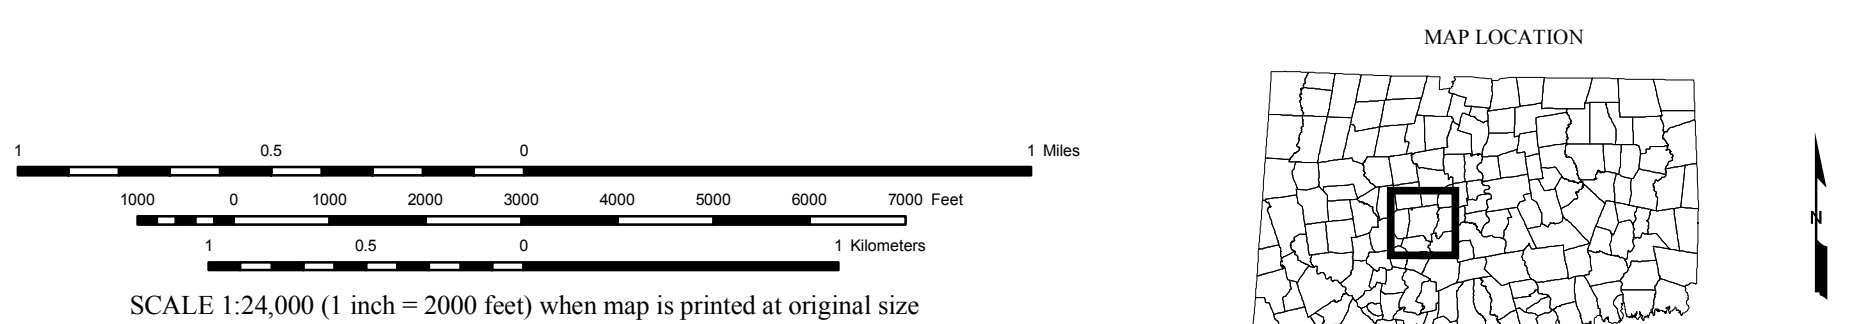 MAP LOCATION
1 0.5 0 1 Miles
1000 0 1000 2000 3000 4000 5000 6000 7000 Feet
1 0.5 0 1 Kilometers
N
SCALE 1:24,000 (1 inch = 2000 feet) when map is printed at original size